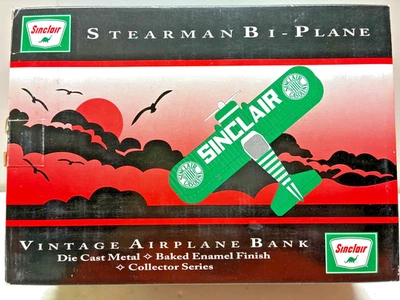 Sinclair
STEARMAN BI-PLANE
SINCLAIR
VINTAGE AIRPLANE BANK
Die Cast Metal ✧ Baked Enamel Finish
✧ Collector Series
Sinclair